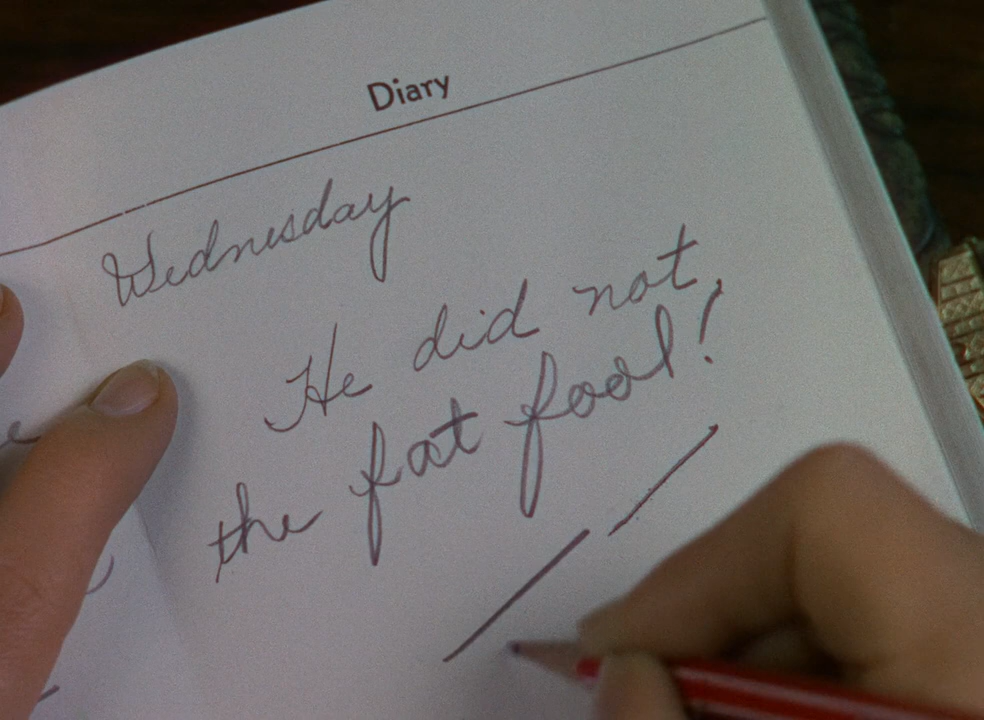 Diary
Wednesday
He did not,
the fat fool!